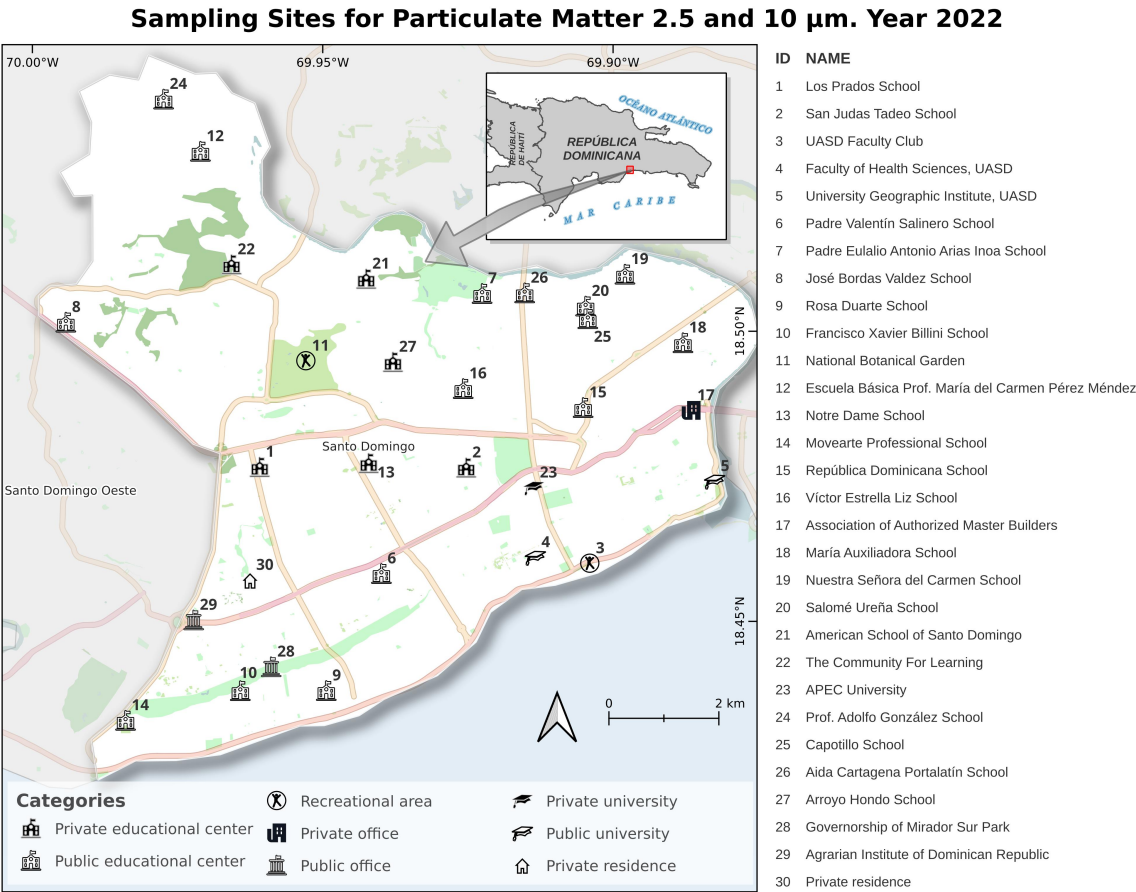 Sampling Sites for Particulate Matter 2.5 and 10 µm. Year 2022
70.00°W
69.95°W
69.90°W
24
12
OCÉANO ATLÁNTICO
REPÚBLICA
DE HAITÍ
REPÚBLICA
DOMINICANA
MAR CARIBE
22
21
7
26
19
20
25
8
11
27
16
18
18.50°N
15
17
Santo Domingo
1
13
2
23
5
Santo Domingo Oeste
4
3
30
6
29
18.45°N
28
10
9
14
0
2 km
Categories
Private educational center
Public educational center
Recreational area
Private office
Public office
Private university
Public university
Private residence
ID NAME
1 Los Prados School
2 San Judas Tadeo School
3 UASD Faculty Club
4 Faculty of Health Sciences, UASD
5 University Geographic Institute, UASD
6 Padre Valentín Salinero School
7 Padre Eulalio Antonio Arias Inoa School
8 José Bordas Valdez School
9 Rosa Duarte School
10 Francisco Xavier Billini School
11 National Botanical Garden
12 Escuela Básica Prof. María del Carmen Pérez Méndez
13 Notre Dame School
14 Movearte Professional School
15 República Dominicana School
16 Víctor Estrella Liz School
17 Association of Authorized Master Builders
18 María Auxiliadora School
19 Nuestra Señora del Carmen School
20 Salomé Ureña School
21 American School of Santo Domingo
22 The Community For Learning
23 APEC University
24 Prof. Adolfo González School
25 Capotillo School
26 Aida Cartagena Portalatín School
27 Arroyo Hondo School
28 Governorship of Mirador Sur Park
29 Agrarian Institute of Dominican Republic
30 Private residence